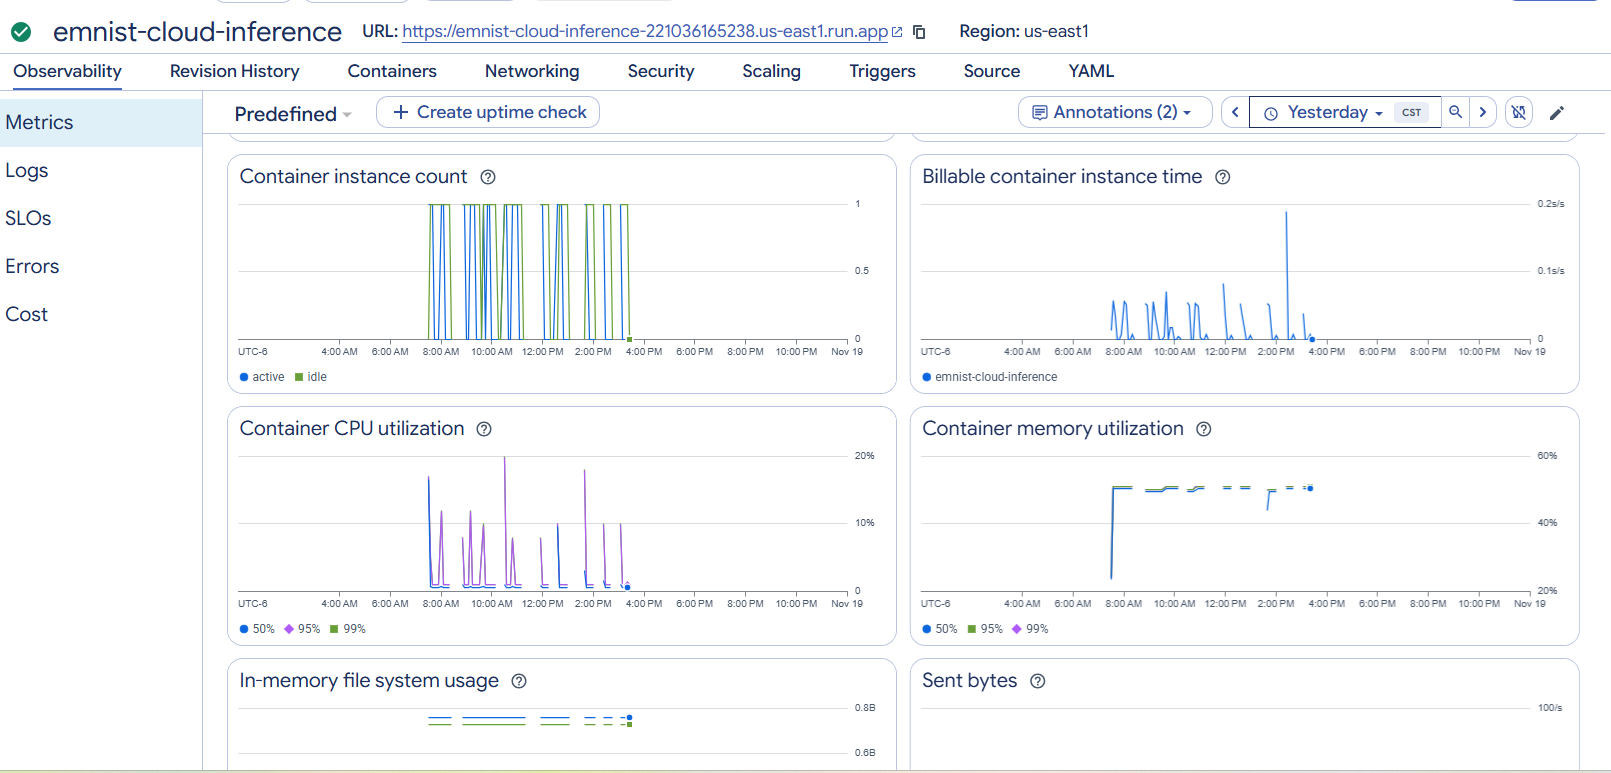 emnist-cloud-inference URL: https://emnist-cloud-inference-221036165238.us-east1.run.app Region: us-east1
Observability Revision History Containers Networking Security Scaling Triggers Source YAML
Metrics
Logs
SLOs
Errors
Cost
Predefined + Create uptime check Annotations (2) Yesterday CST
Container instance count
1
0.5
0
UTC-6 4:00 AM 6:00 AM 8:00 AM 10:00 AM 12:00 PM 2:00 PM 4:00 PM 6:00 PM 8:00 PM 10:00 PM Nov 19
active idle
Billable container instance time
0.2s/s
0.1s/s
0
UTC-6 4:00 AM 6:00 AM 8:00 AM 10:00 AM 12:00 PM 2:00 PM 4:00 PM 6:00 PM 8:00 PM 10:00 PM Nov 19
emnist-cloud-inference
Container CPU utilization
20%
10%
0
UTC-6 4:00 AM 6:00 AM 8:00 AM 10:00 AM 12:00 PM 2:00 PM 4:00 PM 6:00 PM 8:00 PM 10:00 PM Nov 19
50% 95% 99%
Container memory utilization
60%
40%
20%
UTC-6 4:00 AM 6:00 AM 8:00 AM 10:00 AM 12:00 PM 2:00 PM 4:00 PM 6:00 PM 8:00 PM 10:00 PM Nov 19
50% 95% 99%
In-memory file system usage
0.8B
0.6B
Sent bytes
100/s